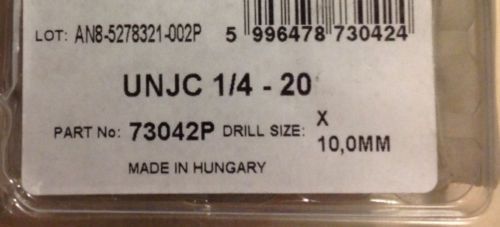 LOT: AN8-5278321-002P 5 996478 730424
UNJC 1/4 - 20
PART No: 73042P DRILL SIZE: X
10,0MM
MADE IN HUNGARY